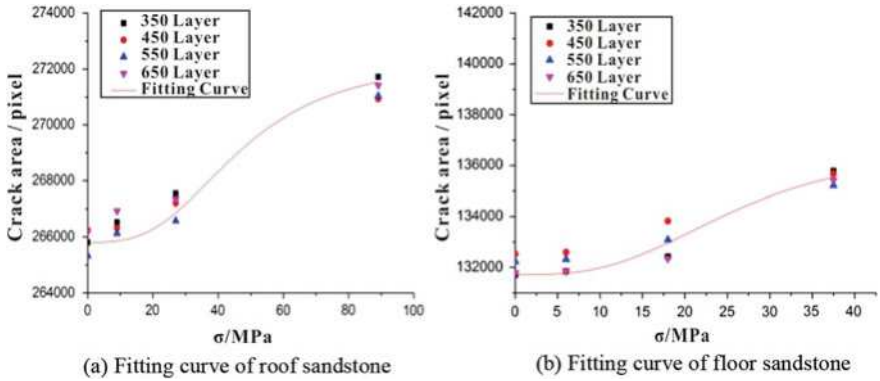 274000
272000
270000
268000
266000
264000
Crack area / pixel
350 Layer
450 Layer
550 Layer
650 Layer
Fitting Curve
0
20
40
60
80
100
σ/MPa
(a) Fitting curve of roof sandstone
142000
140000
138000
136000
134000
132000
Crack area / pixel
350 Layer
450 Layer
550 Layer
650 Layer
Fitting Curve
0
5
10
15
20
25
30
35
40
σ/MPa
(b) Fitting curve of floor sandstone